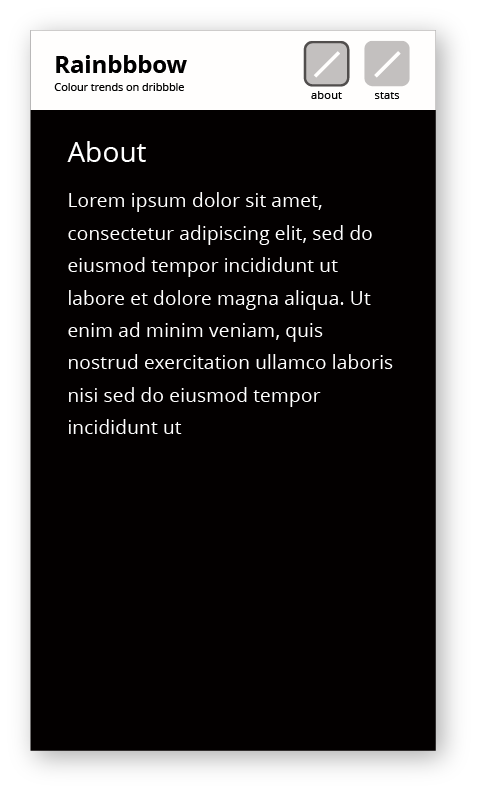 Rainbbbow
Colour trends on dribbble
about
stats
About
Lorem ipsum dolor sit amet,
consectetur adipiscing elit, sed do
eiusmod tempor incididunt ut
labore et dolore magna aliqua. Ut
enim ad minim veniam, quis
nostrud exercitation ullamco laboris
nisi sed do eiusmod tempor
incididunt ut